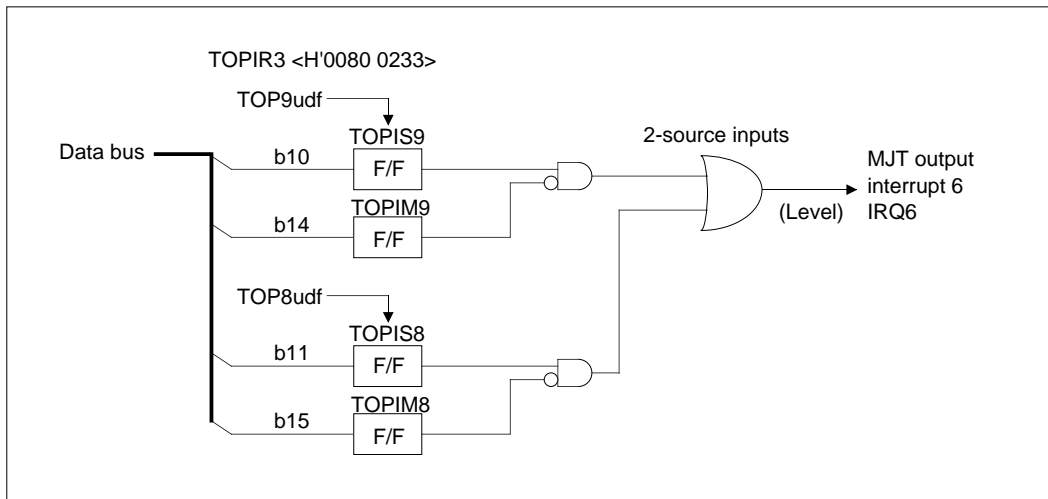 TOPIR3 <H'0080 0233>
TOP9udf
TOPIS9
Data bus
b10
F/F
2-source inputs
MJT output
interrupt 6
IRQ6
(Level)
TOPIM9
b14
F/F
TOP8udf
TOPIS8
b11
F/F
TOPIM8
b15
F/F